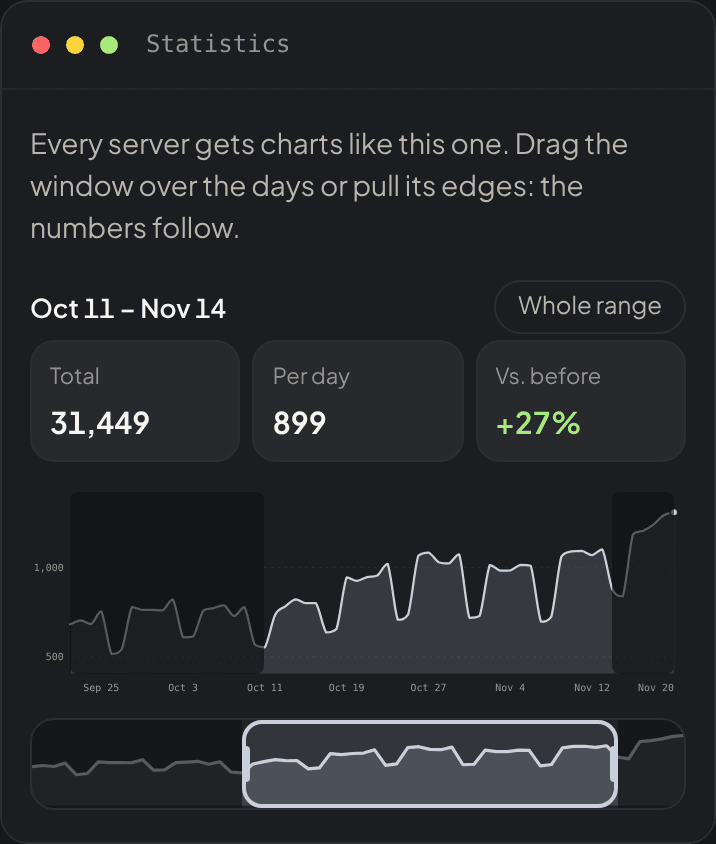 Statistics
Every server gets charts like this one. Drag the
window over the days or pull its edges: the
numbers follow.
Oct 11 – Nov 14
Whole range
Total
31,449
Per day
899
Vs. before
+27%
1,000
500
Sep 25
Oct 3
Oct 11
Oct 19
Oct 27
Nov 4
Nov 12
Nov 20